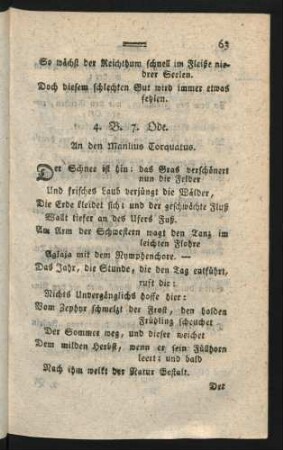 63
So wächst der Reichthum schnell im Fleiße nie-
drer Seelen.
Doch diesem schlechten Gut wird immer etwas
fehlen.
4. B. 7. Ode.
An den Manlius Torquatus.
Der Schnee ist hin: das Gras verschönert
nun die Felder
Und frisches Laub verjüngt die Wälder,
Die Erde kleidet sich: und der geschwächte Fluß
Wallt tiefer an des Ufers Fuß.
Am Arm der Schwestern wagt den Tanz im
leichten Flohre
Aglaja mit dem Nymphenchore. —
Das Jahr, die Stunde, die den Tag entführt,
ruft dir:
Nichts Unvergänglichs hoffe hier:
Vom Zephyr schmelzt der Frost, den holden
Frühling scheuchet
Der Sommer weg, und dieser weichet
Dem milden Herbst, wenn er sein Füllhorn
leert; und bald
Nach ihm welkt der Natur Gestalt.
Der